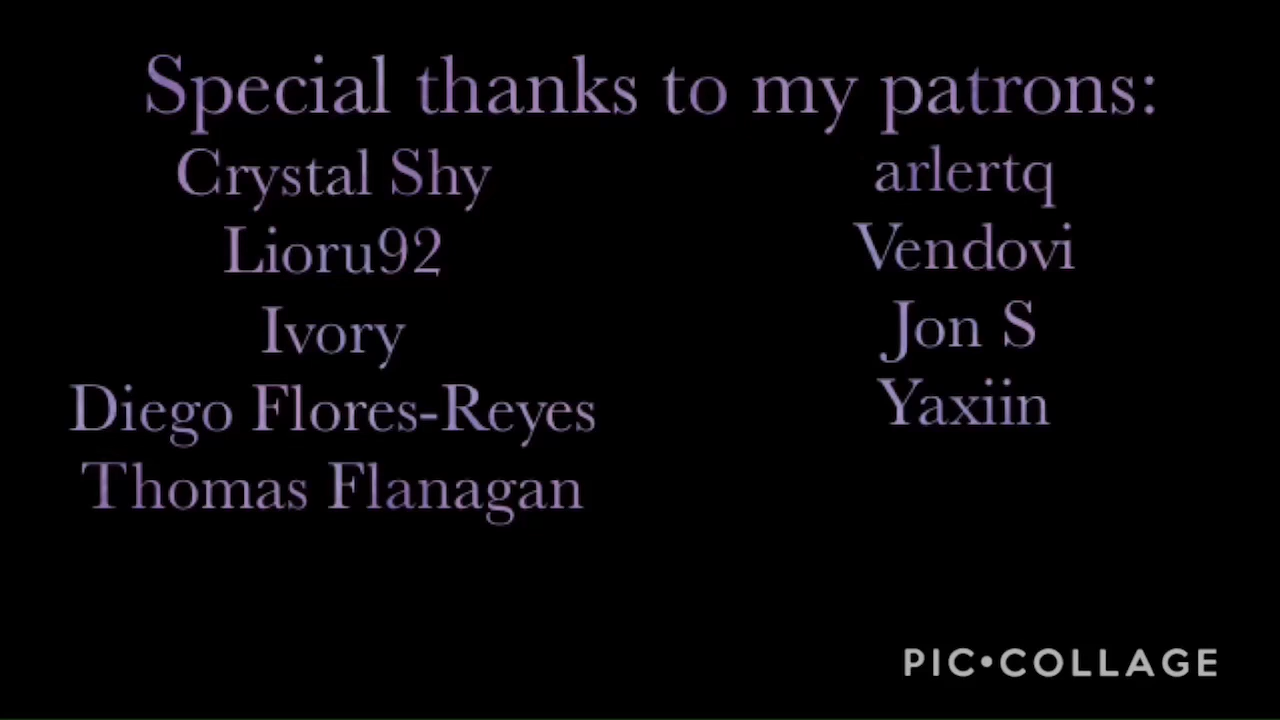 Special thanks to my patrons:
Crystal Shy
Lioru92
Ivory
Diego Flores-Reyes
Thomas Flanagan
arlertq
Vendovi
Jon S
Yaxiin
PIC•COLLAGE